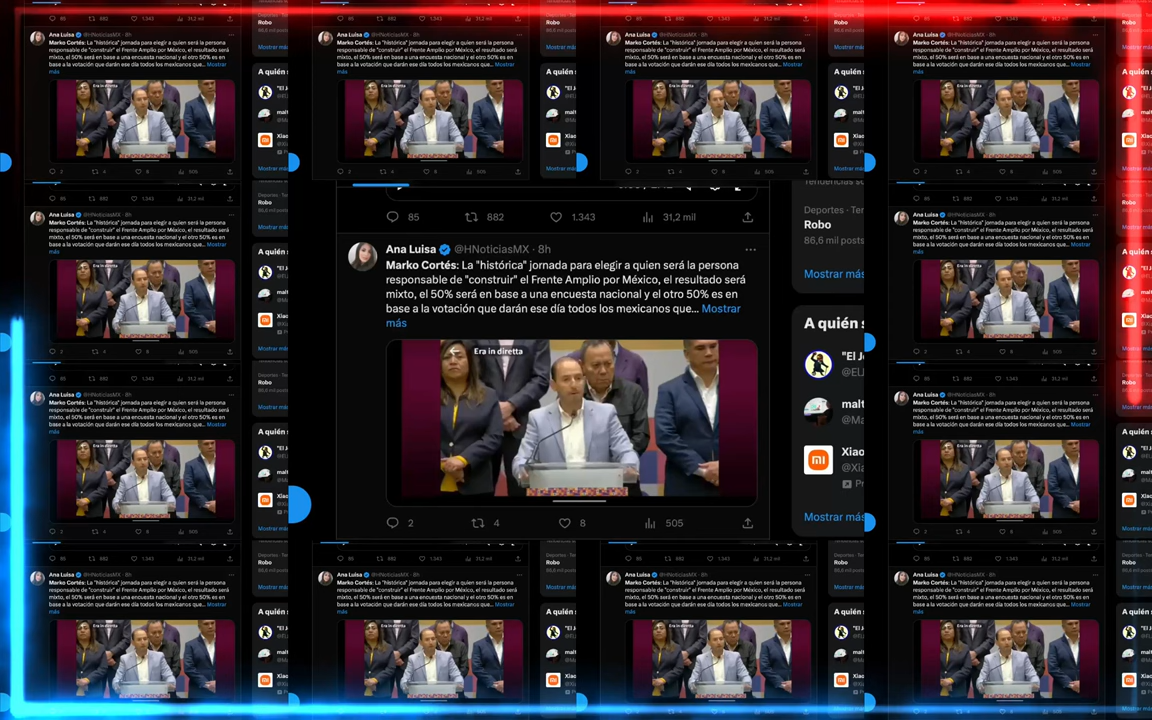 85 882 1.343 31,2 mil
Ana Luisa @HNoticiasMX · 8h
Marko Cortés: La "histórica" jornada para elegir a quien será la persona
responsable de "construir" el Frente Amplio por México, el resultado será
mixto, el 50% será en base a una encuesta nacional y el otro 50% es en
base a la votación que darán ese día todos los mexicanos que... Mostrar
más
Era in diretta
2 4 8 505
Deportes · Ter
Robo
86,6 mil posts
Mostrar más
A quién s
"El Jo
@ELJ
malt
@Ma
Xiao
@Xia
Mostrar más